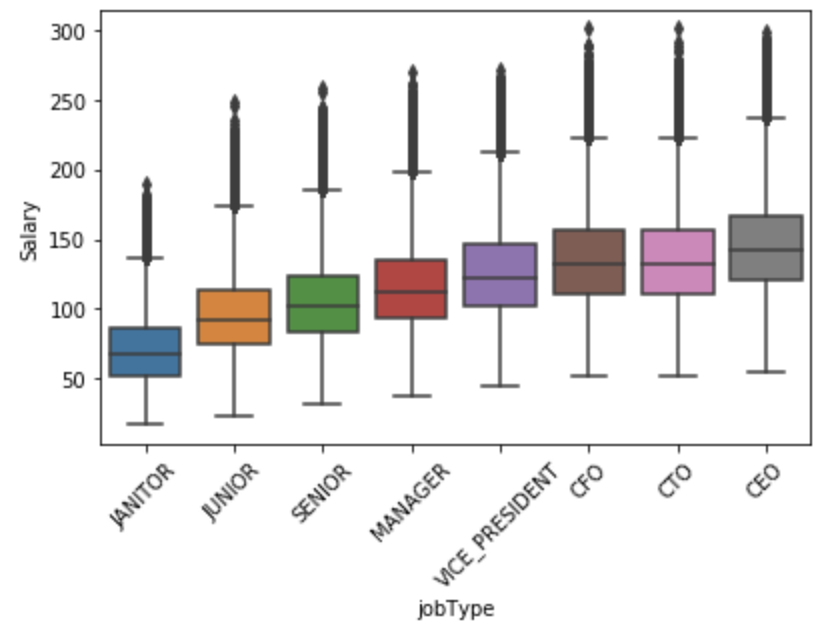 300
250
200
150
100
50
Salary
JANITOR
JUNIOR
SENIOR
MANAGER
VICE_PRESIDENT
CFO
CTO
CEO
jobType